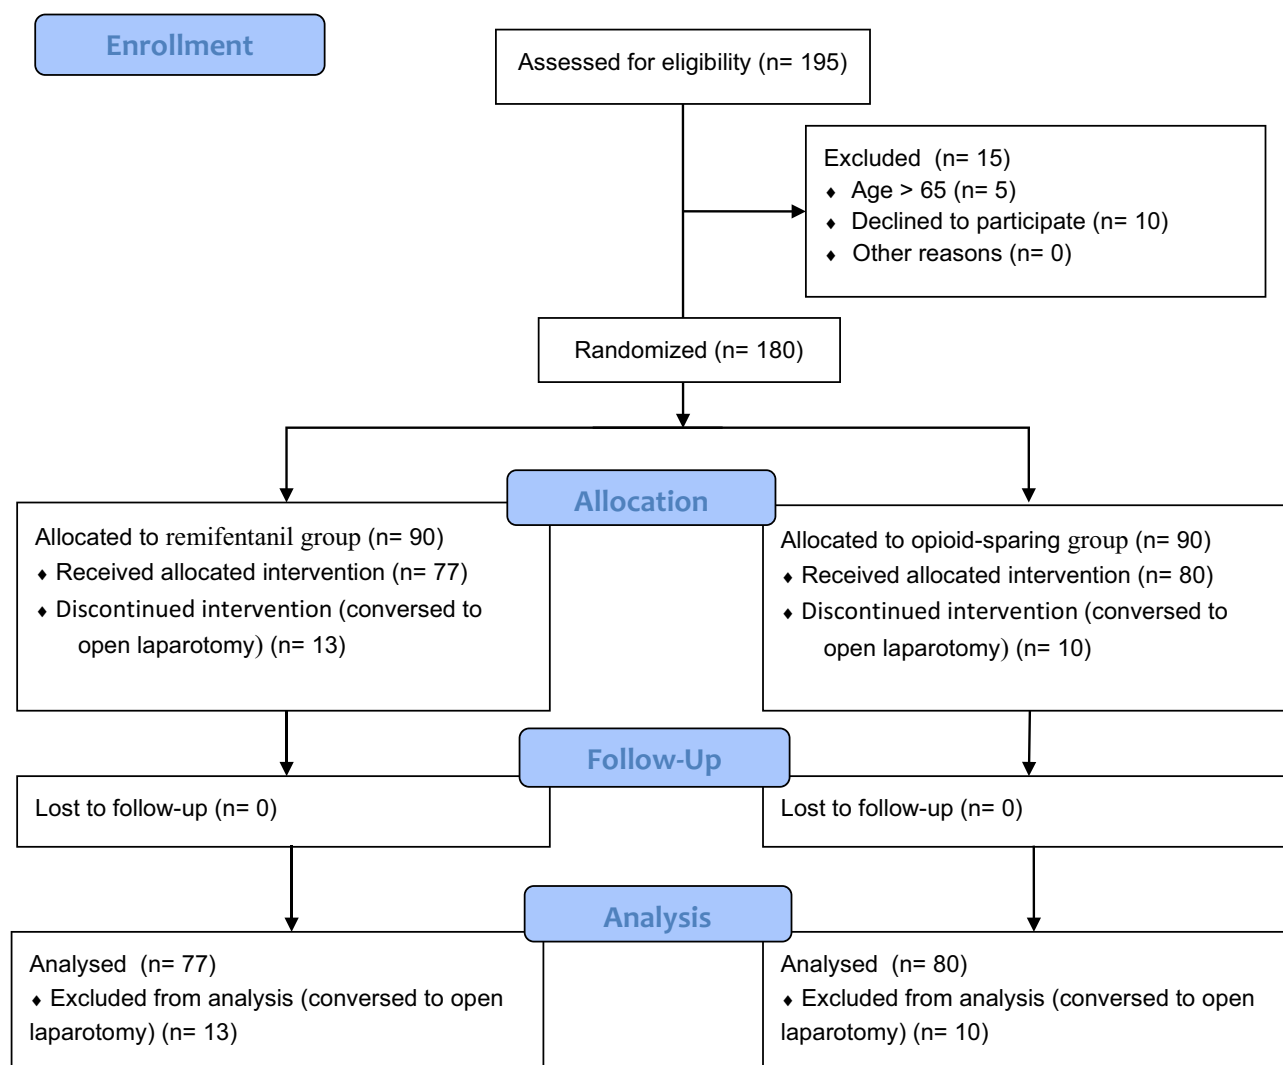 Enrollment
Assessed for eligibility (n= 195)
Excluded (n= 15)
♦ Age > 65 (n= 5)
♦ Declined to participate (n= 10)
♦ Other reasons (n= 0)
Randomized (n= 180)
Allocation
Allocated to remifentanil group (n= 90)
♦ Received allocated intervention (n= 77)
♦ Discontinued intervention (conversed to
open laparotomy) (n= 13)
Allocated to opioid-sparing group (n= 90)
♦ Received allocated intervention (n= 80)
♦ Discontinued intervention (conversed to
open laparotomy) (n= 10)
Follow-Up
Lost to follow-up (n= 0)
Lost to follow-up (n= 0)
Analysis
Analysed (n= 77)
♦ Excluded from analysis (conversed to open
laparotomy) (n= 13)
Analysed (n= 80)
♦ Excluded from analysis (conversed to open
laparotomy) (n= 10)